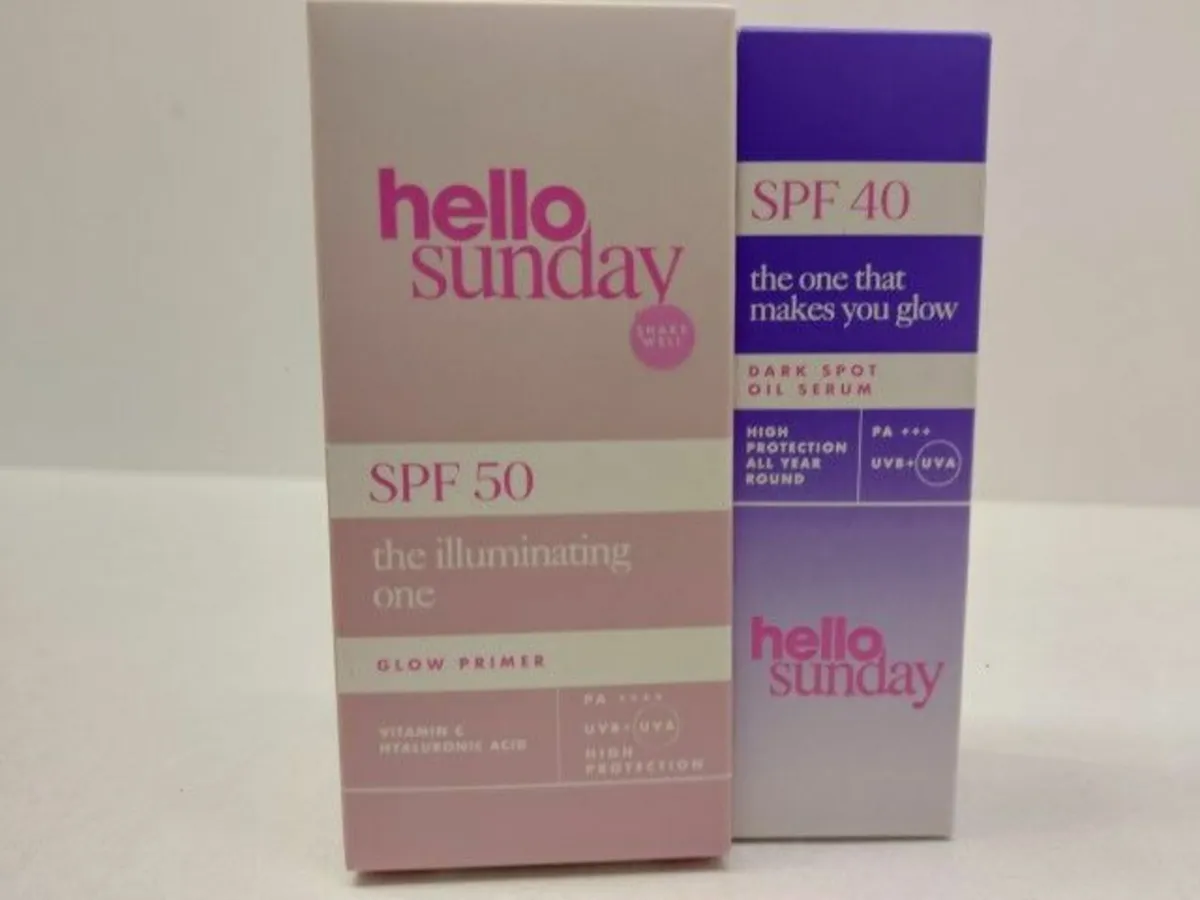 hello
sunday
SHAKE
WELL
SPF 50
the illuminating
one
GLOW PRIMER
VITAMIN C
HYALURONIC ACID
PA ++++
UVB+ UVA
HIGH
PROTECTION
SPF 40
the one that
makes you glow
DARK SPOT
OIL SERUM
HIGH
PROTECTION
ALL YEAR
ROUND
PA +++
UVB+ UVA
hello
sunday